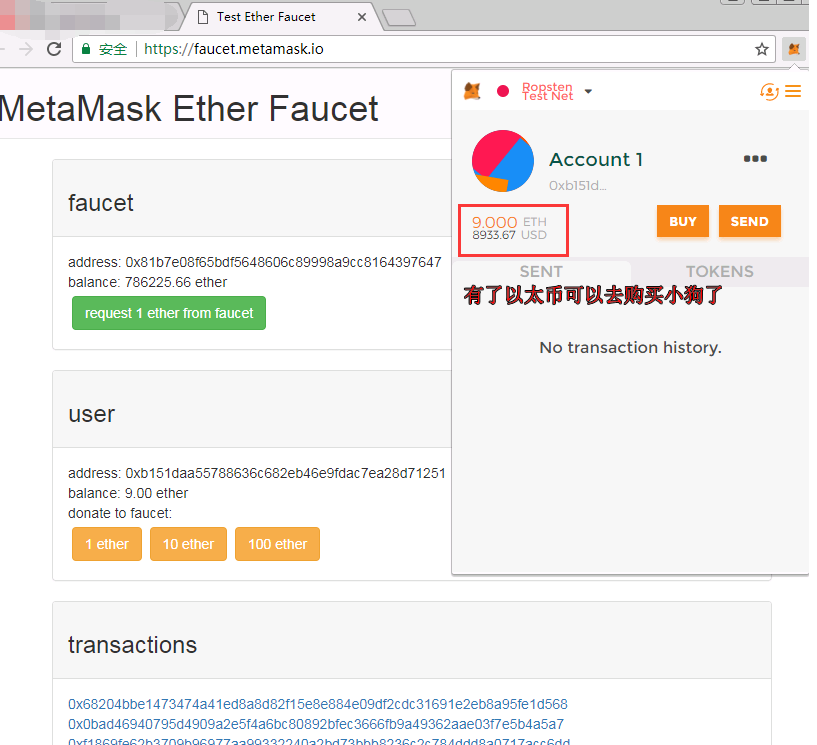 Test Ether Faucet
安全
https://faucet.metamask.io
MetaMask Ether Faucet
faucet
address: 0x81b7e08f65bdf5648606c89998a9cc8164397647
balance: 786225.66 ether
request 1 ether from faucet
user
address: 0xb151daa55788636c682eb46e9fdac7ea28d71251
balance: 9.00 ether
donate to faucet:
1 ether
10 ether
100 ether
transactions
0x68204bbe1473474a41ed8a8d82f15e8e884e09df2cdc31691e2eb8a95fe1d568
0x0bad46940795d4909a2e5f4a6bc80892bfec3666fb9a49362aae03f7e5b4a5a7
Ropsten
Test Net
Account 1
0xb151d...
9.000 ETH
8933.67 USD
BUY
SEND
SENT
TOKENS
有了以太币可以去购买小狗了
No transaction history.